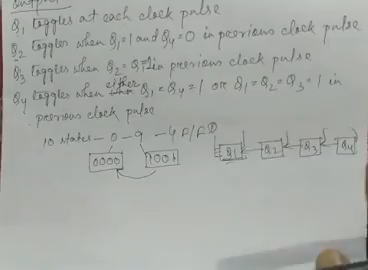 Q1 toggles at each clock pulse
Q2 toggles when Q1=1 and Q4=0 in previous clock pulse
Q3 toggles when Q2=Q1=1 in previous clock pulse
Q4 toggles when either Q1=Q4=1 or Q1=Q2=Q3=1 in
previous clock pulse
10 states - 0 - 9 - 4 F/F
0000 1001 Q1 Q2 Q3 Q4